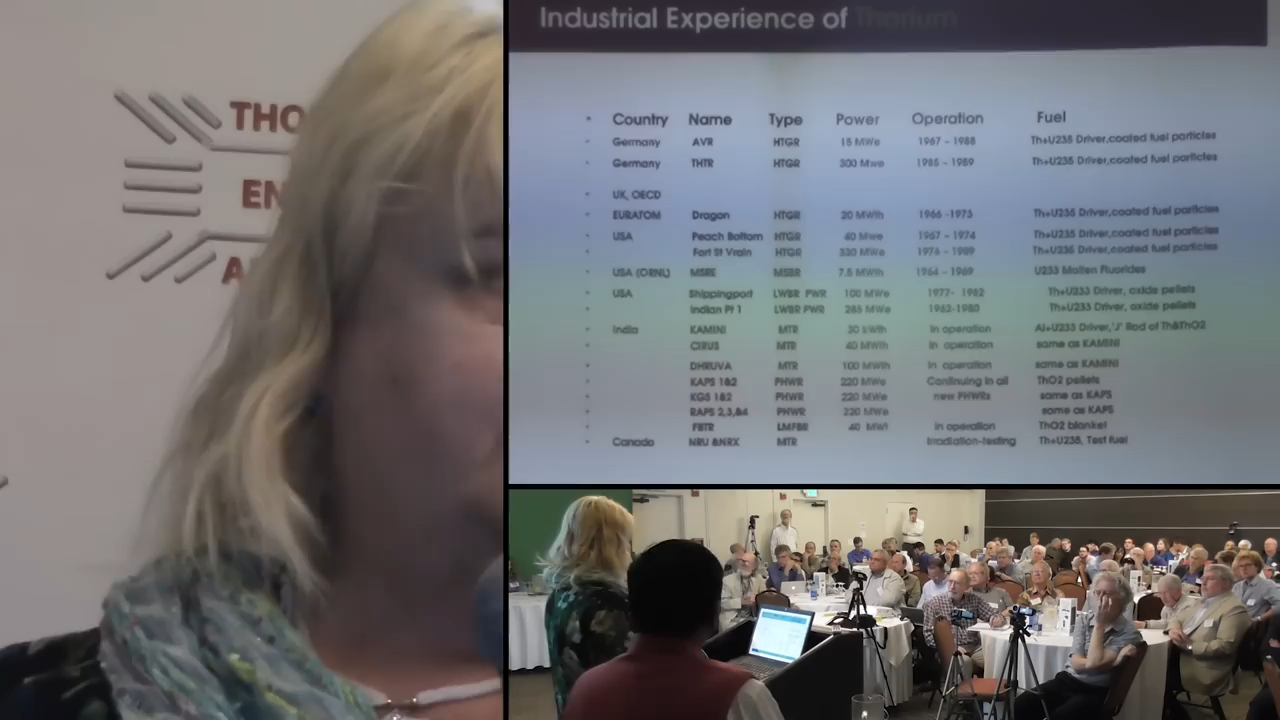 THO
EN
A
Industrial Experience of Thorium
Country Name Type Power Operation Fuel
Germany AVR HTGR 15 MWe 1967 - 1988 Th+U235 Driver,coated fuel particles
Germany THTR HTGR 300 Mwe 1985 - 1989 Th+U235 Driver,coated fuel particles
UK, OECD
EURATOM Dragon HTGR 20 MWth 1966 -1973 Th+U235 Driver,coated fuel particles
USA Peach Bottom HTGR 40 Mwe 1967 - 1974 Th+U235 Driver,coated fuel particles
Fort St Vrain HTGR 330 Mwe 1976 - 1989 Th+U235 Driver,coated fuel particles
USA (ORNL) MSRE MSBR 7.5 MWth 1964 - 1969 U233 Molten Fluorides
USA Shippingport LWBR PWR 100 MWe 1977- 1982 Th+U233 Driver, oxide pellets
Indian Pt 1 LWBR PWR 285 MWe 1962-1980 Th+U233 Driver, oxide pellets
India KAMINI MTR 30 kWth In operation Al+U233 Driver,'J' Rod of Th&ThO2
CIRUS MTR 40 MWth In operation same as KAMINI
DHRUVA MTR 100 MWth In operation same as KAMINI
KAPS 1&2 PHWR 220 MWe Continuing in all ThO2 pellets
KGS 1&2 PHWR 220 MWe new PHWRs same as KAPS
RAPS 2,3,&4 PHWR 220 MWe same as KAPS
FBTR LMFBR 40 MWt in operation ThO2 blanket
Canada NRU &NRX MTR Irradiation-testing Th+U235, Test fuel